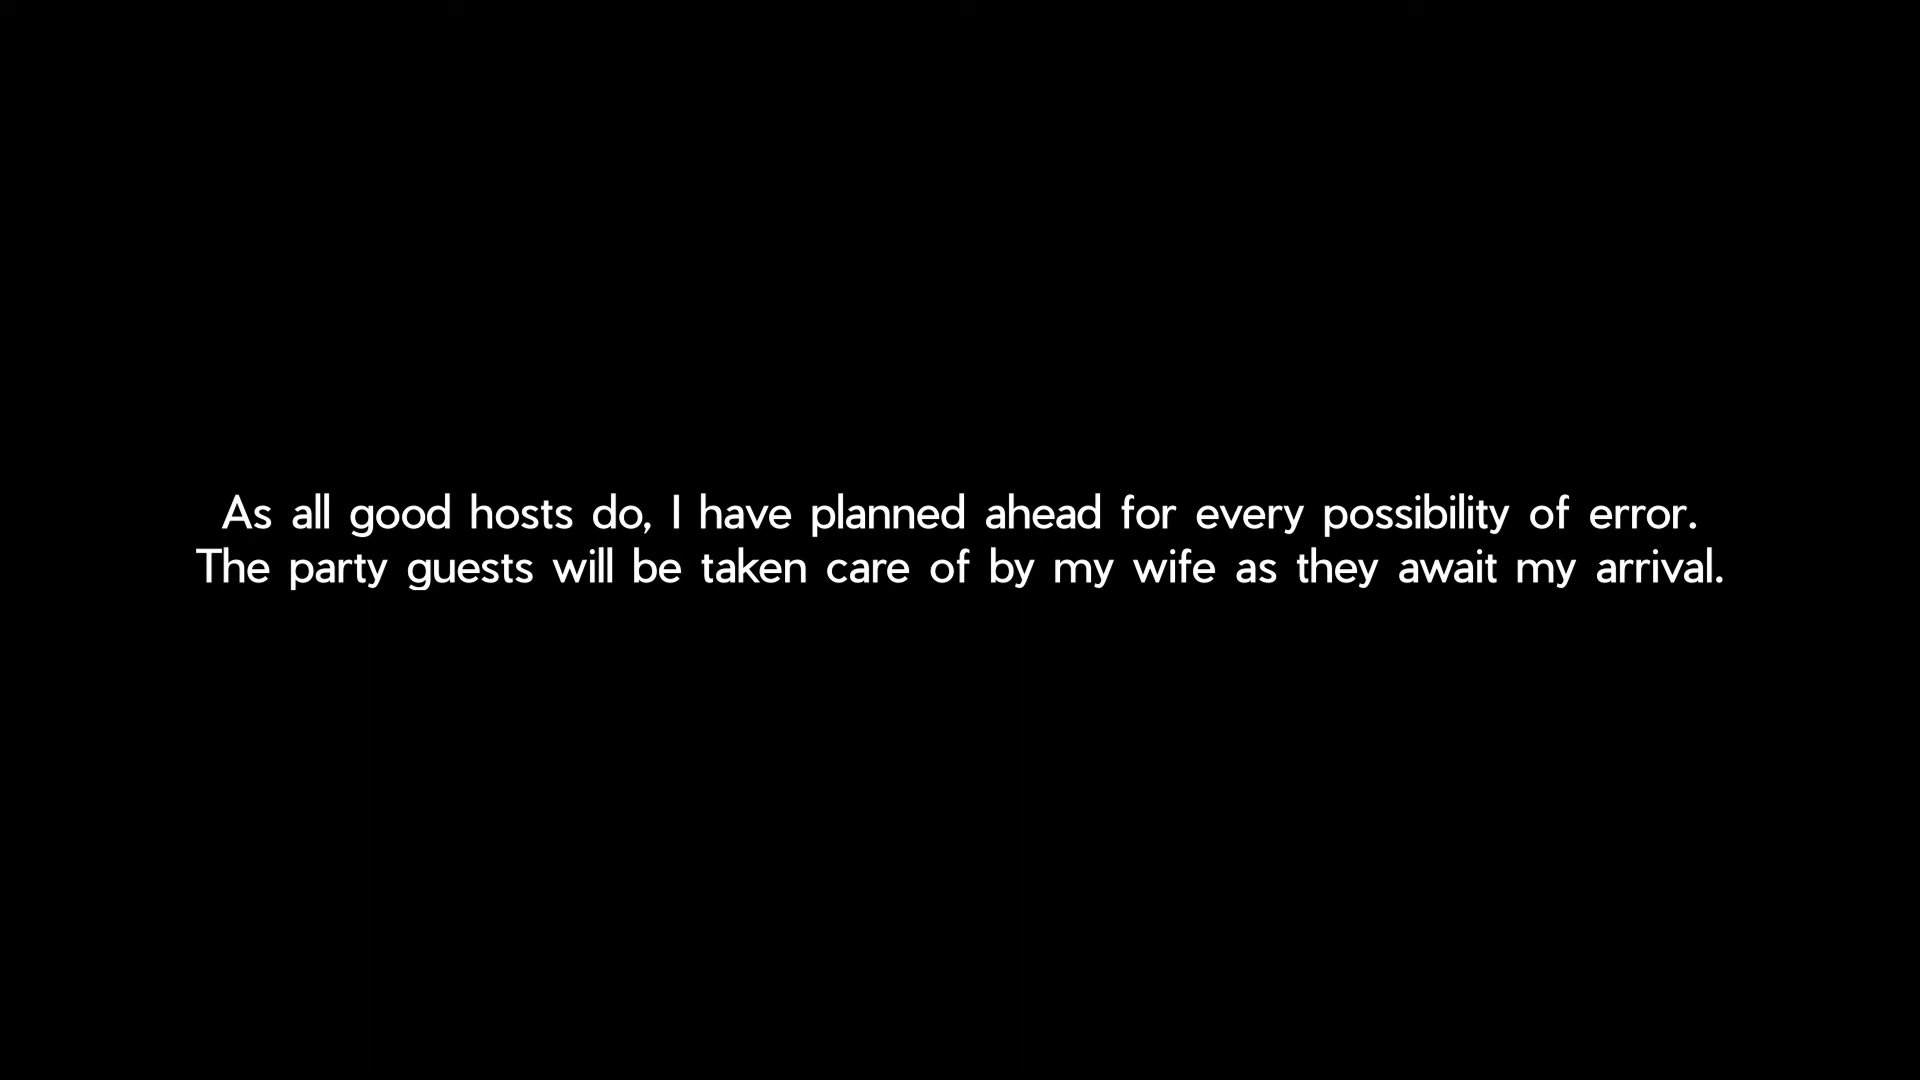 As all good hosts do, I have planned ahead for every possibility of error.
The party guests will be taken care of by my wife as they await my arrival.